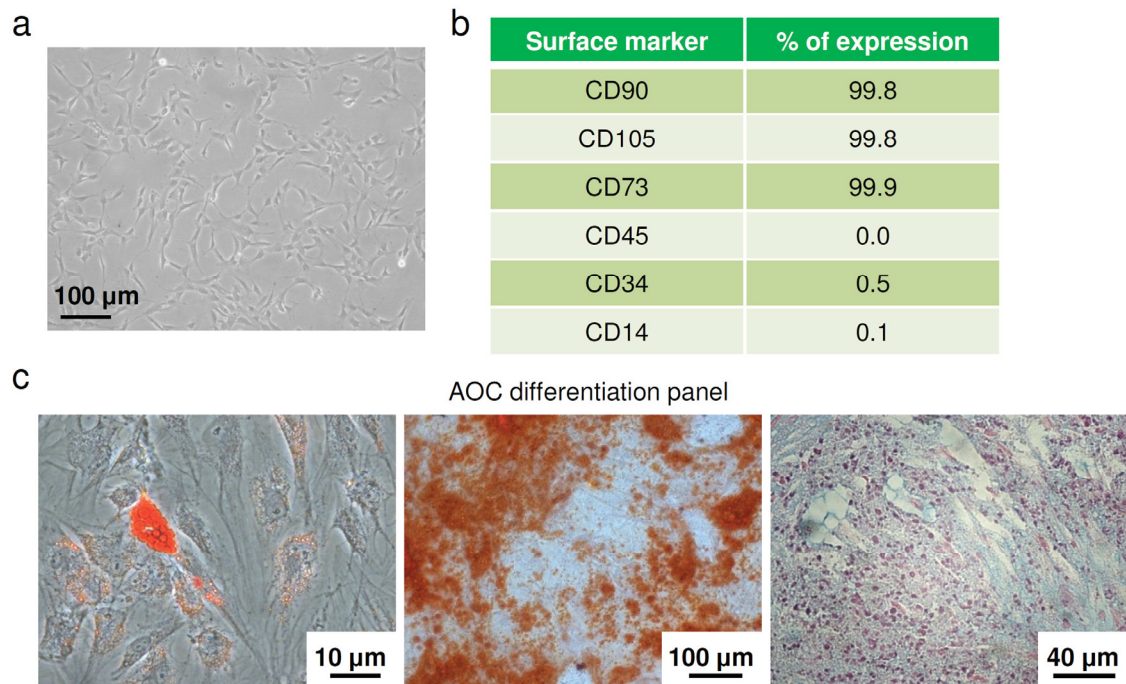 a
100 µm
b
Surface marker % of expression
CD90 99.8
CD105 99.8
CD73 99.9
CD45 0.0
CD34 0.5
CD14 0.1
c
AOC differentiation panel
10 µm 100 µm 40 µm